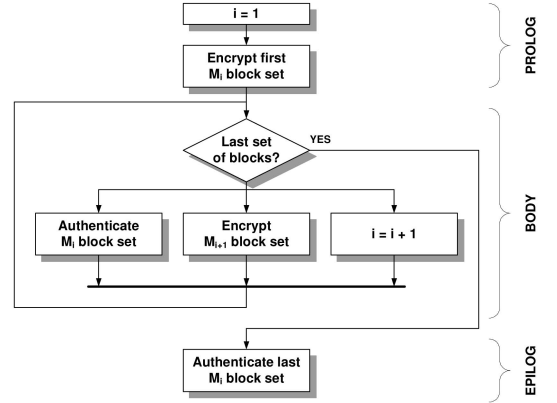 i = 1
PROLOG
Encrypt first
Mi block set
Last set
of blocks?
YES
BODY
Authenticate
Mi block set
Encrypt
Mi+1 block set
i = i + 1
Authenticate last
Mi block set
EPILOG